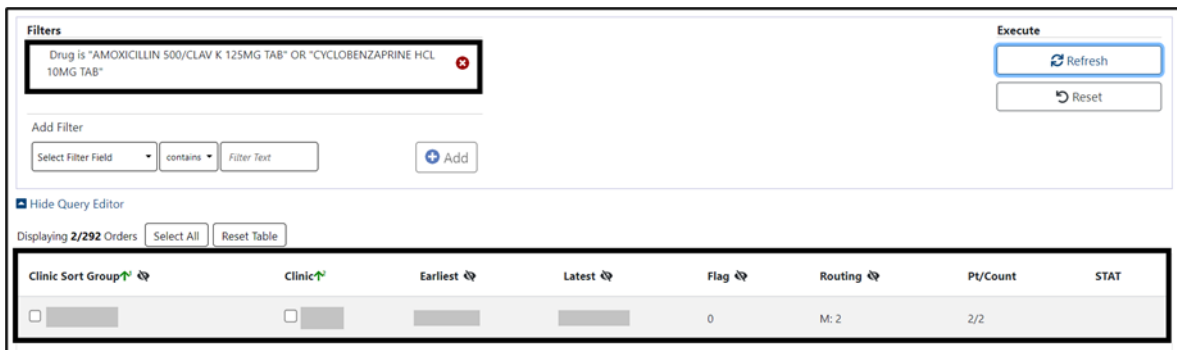 Filters
Execute
Drug is "AMOXICILLIN 500/CLAV K 125MG TAB" OR "CYCLOBENZAPRINE HCL
10MG TAB"
Refresh
Reset
Add Filter
Select Filter Field contains Filter Text Add
Hide Query Editor
Displaying 2/292 Orders Select All Reset Table
Clinic Sort Group Clinic Earliest Latest Flag Routing Pt/Count STAT
0 M: 2 2/2